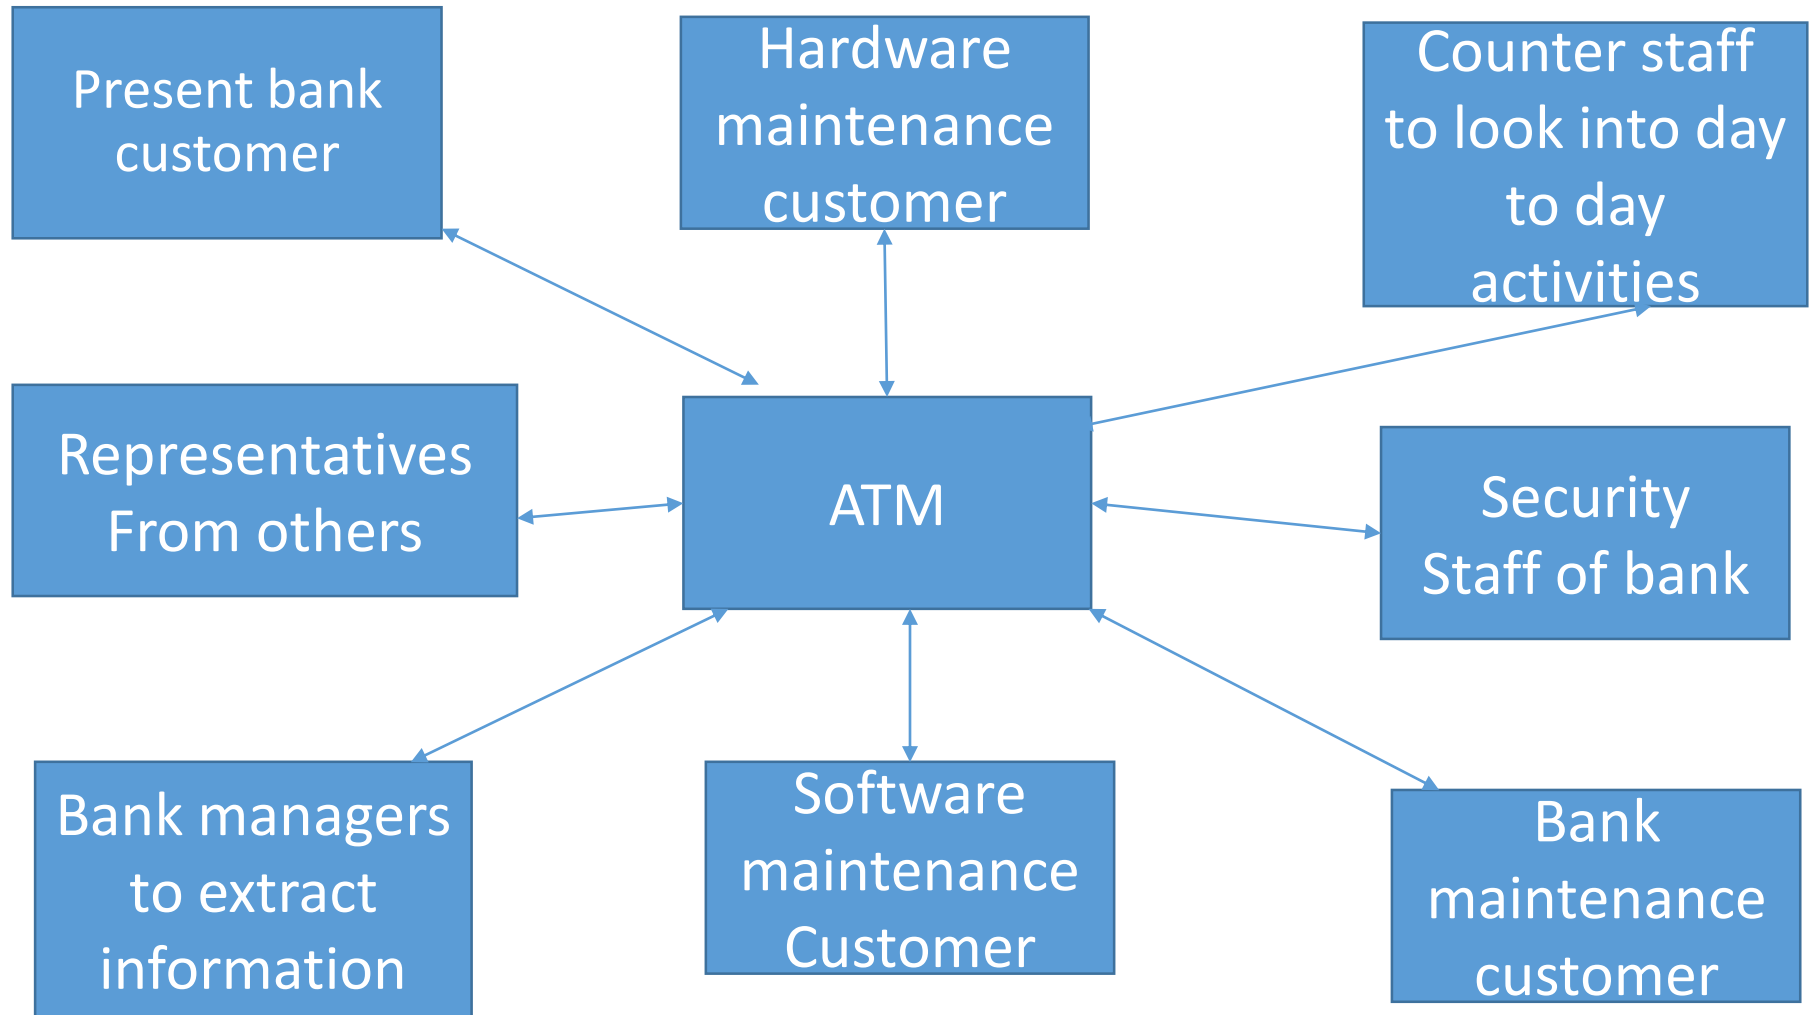 Present bank
customer
Hardware
maintenance
customer
Counter staff
to look into day
to day
activities
Representatives
From others
ATM
Security
Staff of bank
Bank managers
to extract
information
Software
maintenance
Customer
Bank
maintenance
customer